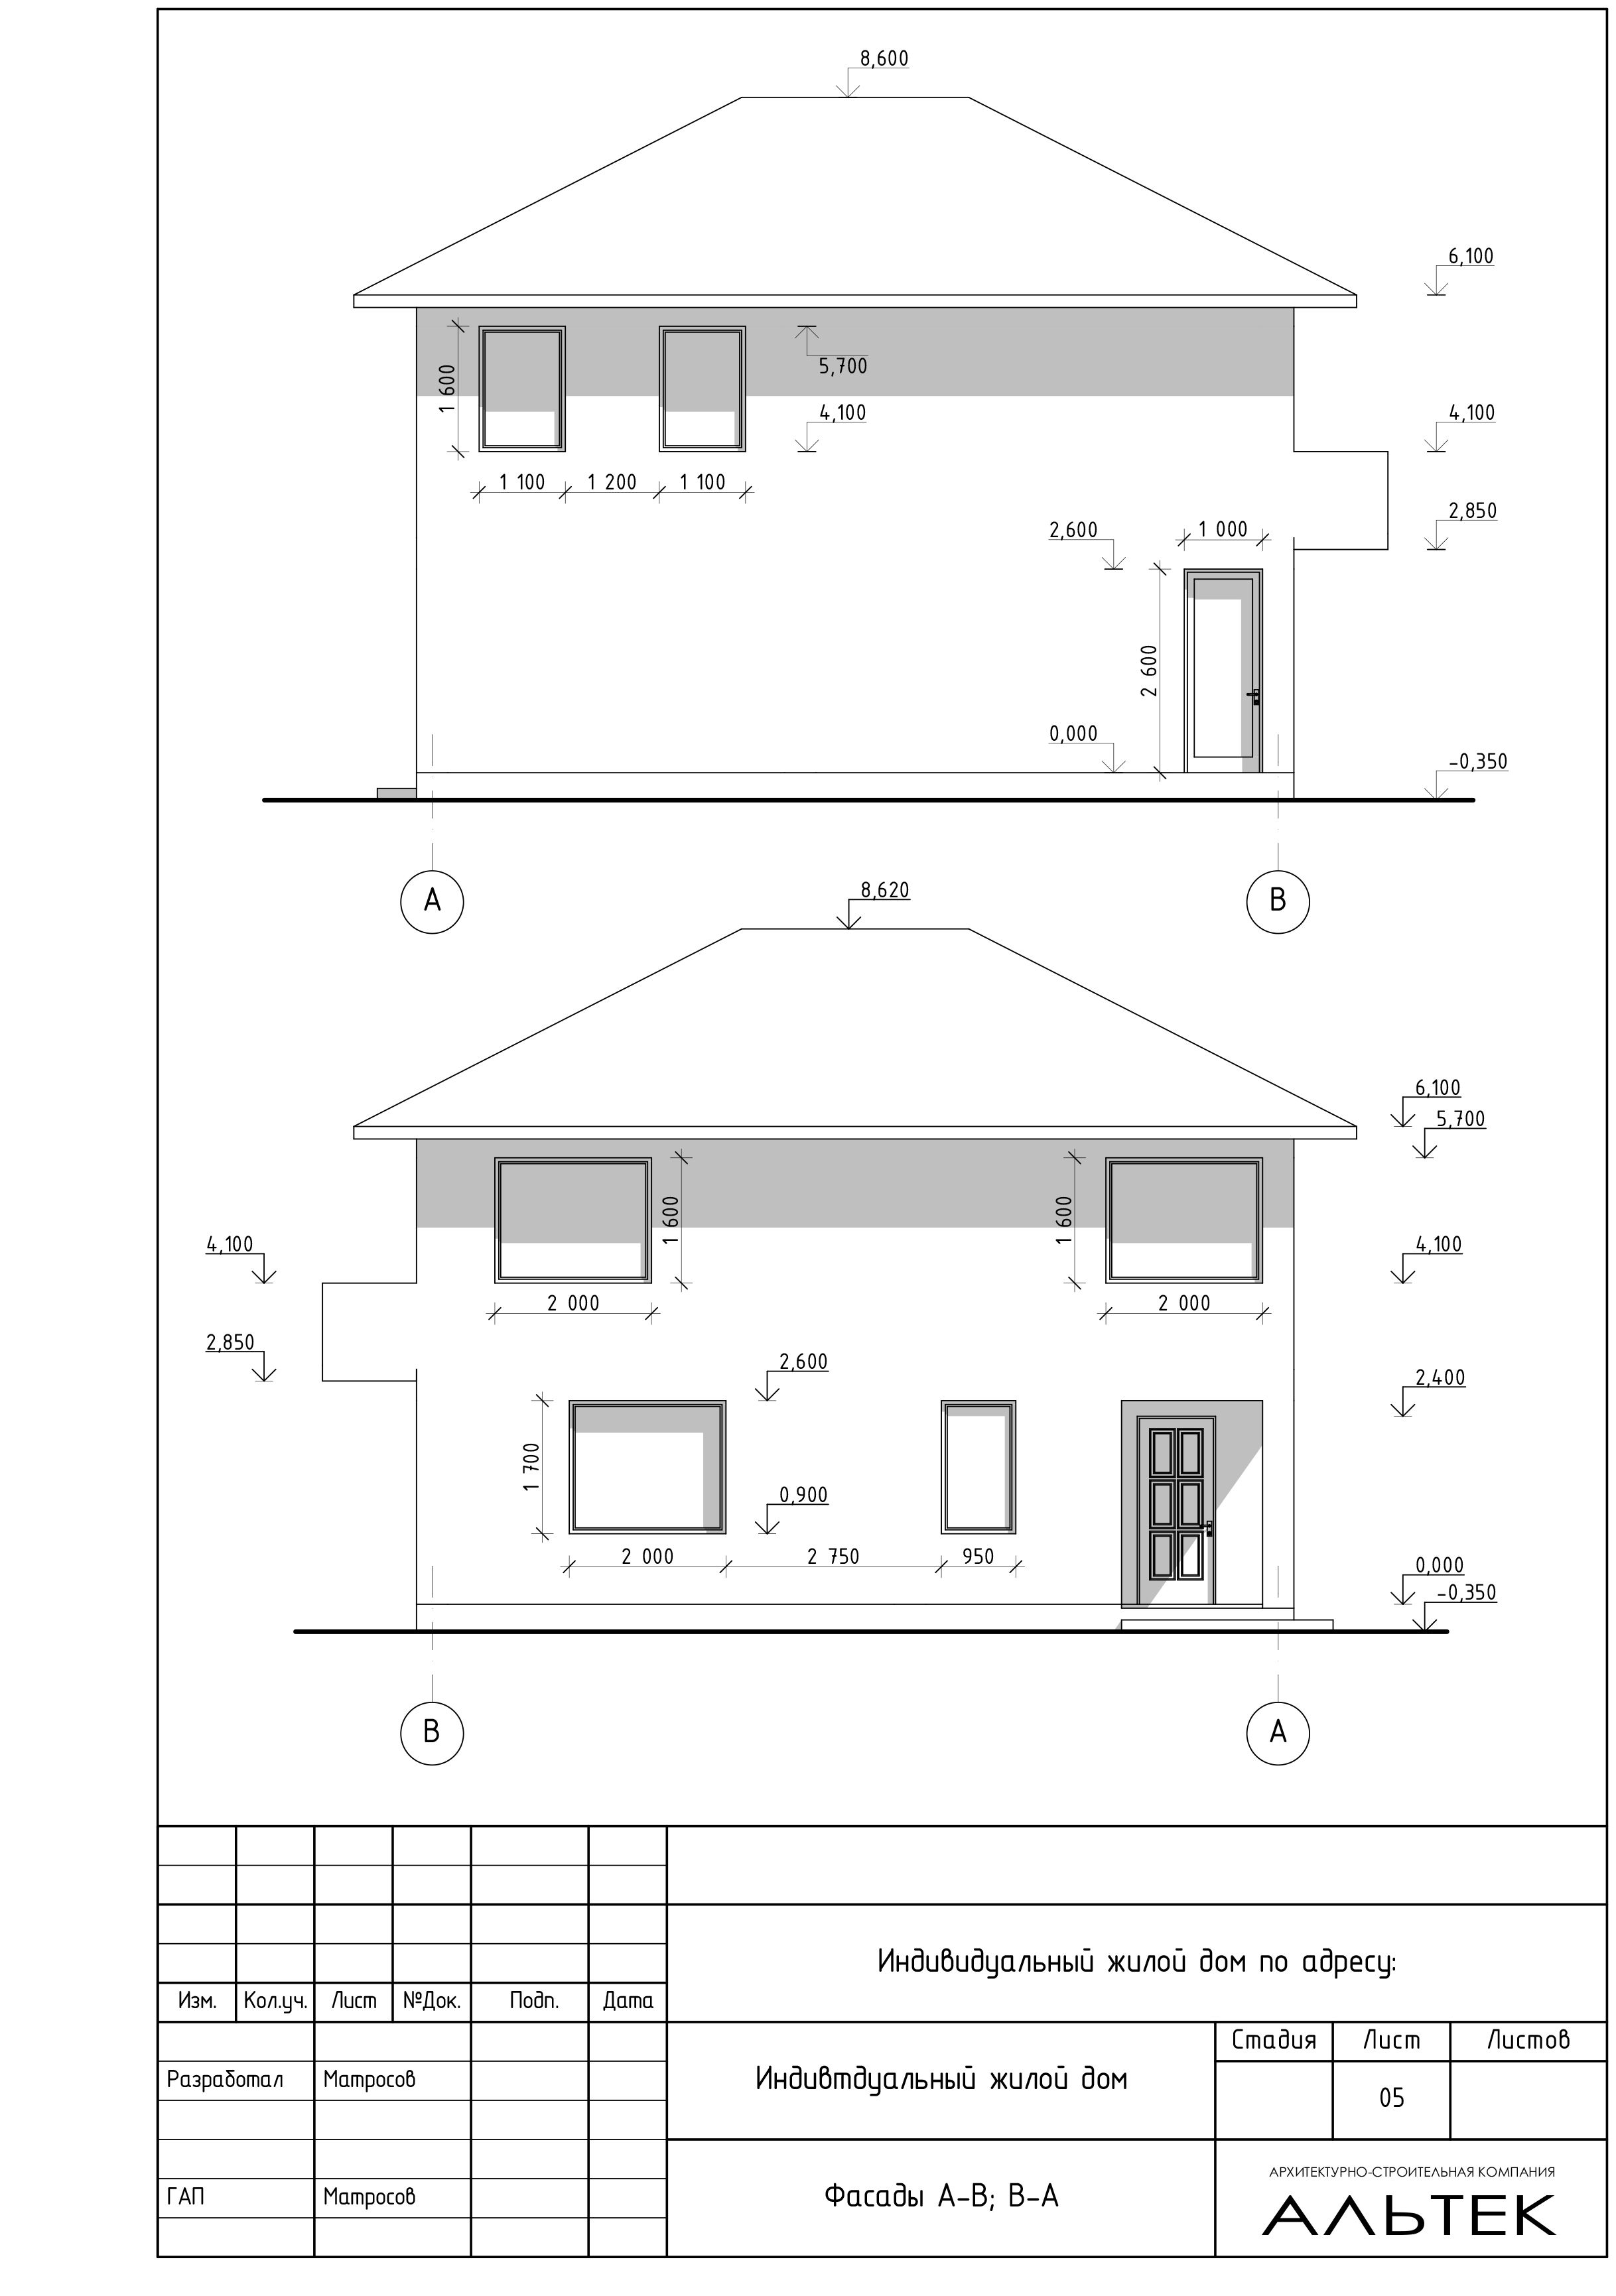 8,600
6,100
5,700
1 600
4,100
4,100
1 100
1 200
1 100
2,850
2,600
1 000
2 600
0,000
-0,350
А
В
8,620
6,100
5,700
1 600
1 600
4,100
4,100
2 000
2 000
2,850
2,600
2,400
1 700
0,900
2 000
2 750
950
0,000
-0,350
В
А
Индивидуальный жилой дом по адресу:
Изм. Кол.уч. Лист №Док. Подп. Дата
Стадия Лист Листов
Разработал Матросов
Индивтдуальный жилой дом
05
ГАП Матросов
Фасады А-В; В-А
АРХИТЕКТУРНО-СТРОИТЕЛЬНАЯ КОМПАНИЯ
АЛЬТЕК